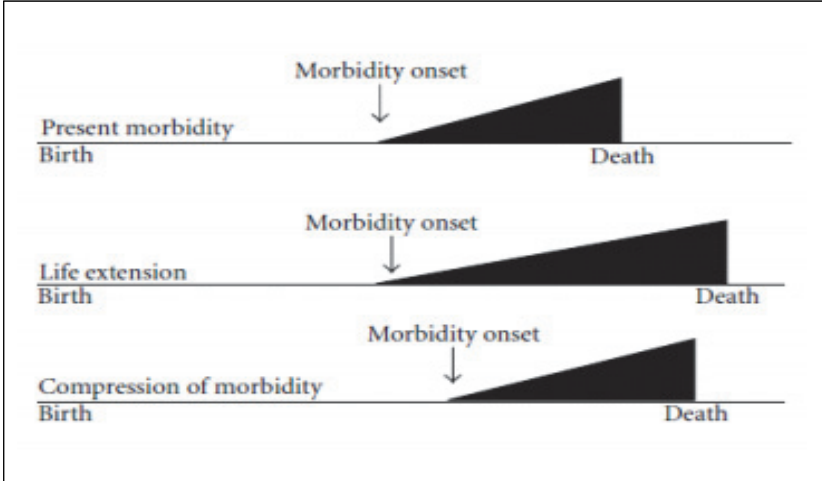 Morbidity onset
Present morbidity
Birth
Death
Morbidity onset
Life extension
Birth
Death
Morbidity onset
Compression of morbidity
Birth
Death